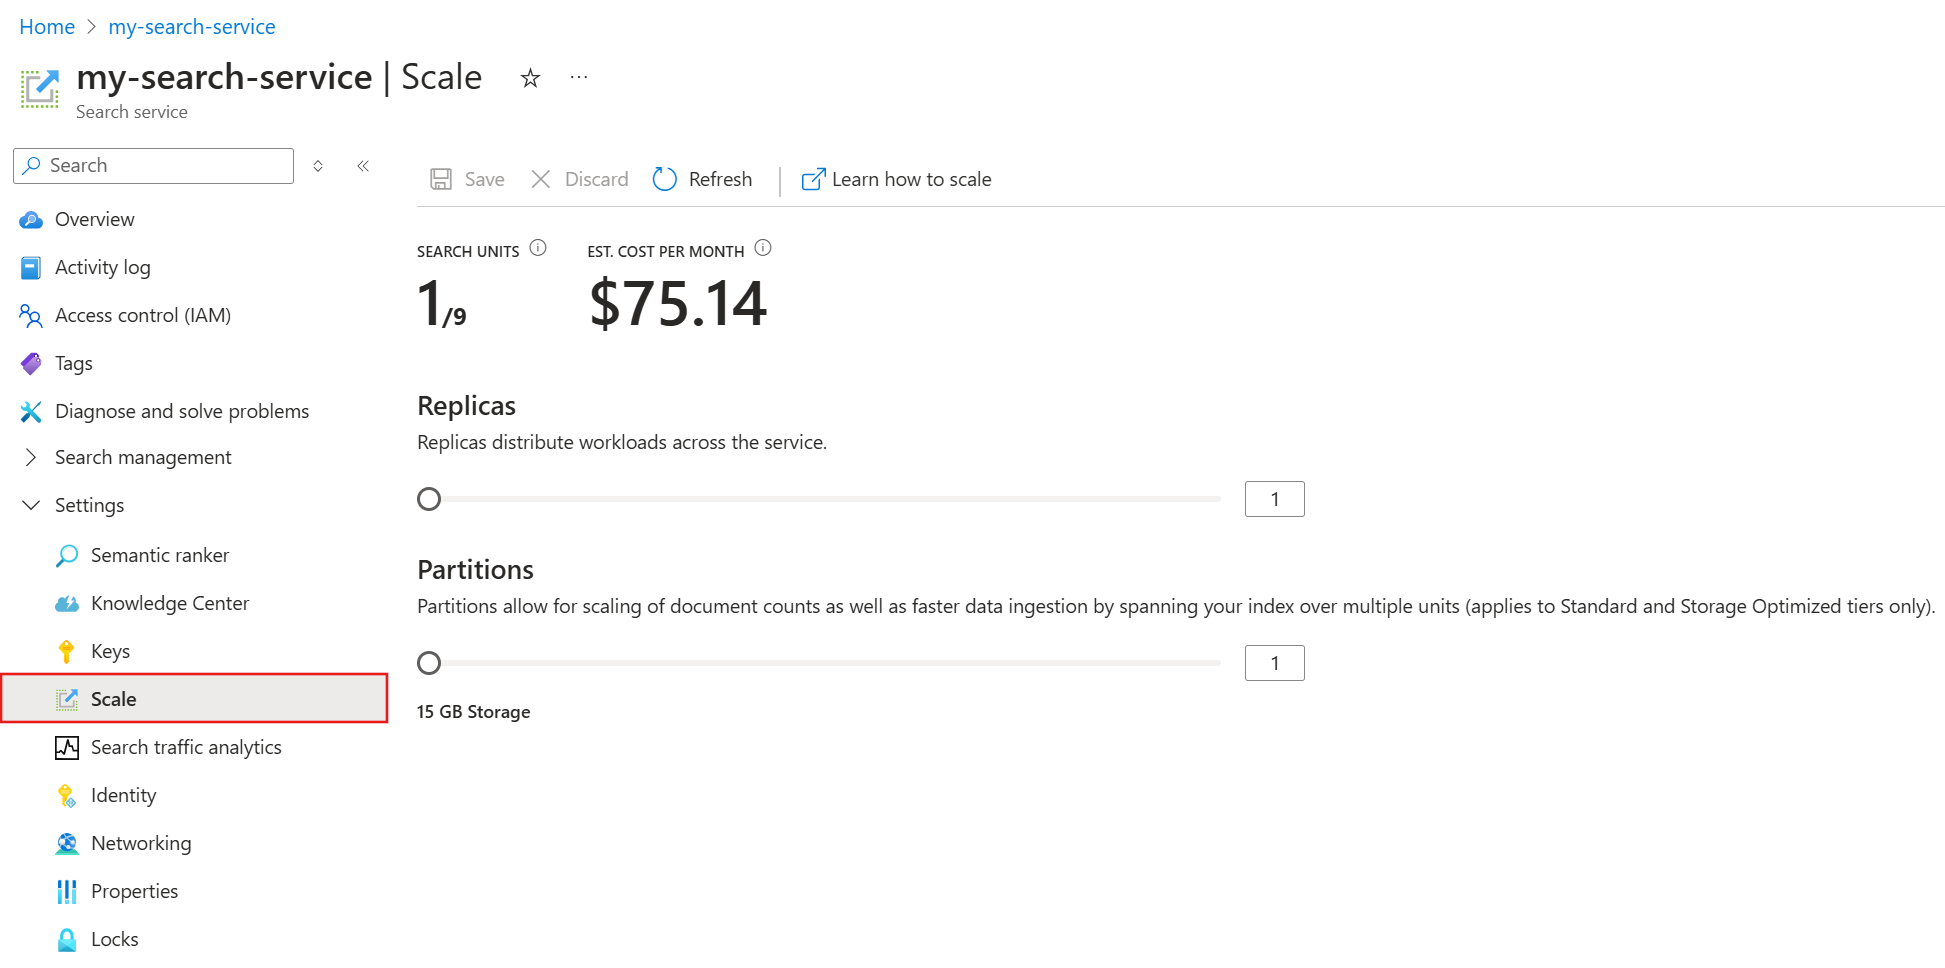 Home > my-search-service
my-search-service | Scale
Search service
Search
Overview
Activity log
Access control (IAM)
Tags
Diagnose and solve problems
Search management
Settings
Semantic ranker
Knowledge Center
Keys
Scale
Search traffic analytics
Identity
Networking
Properties
Locks
Save Discard Refresh Learn how to scale
SEARCH UNITS EST. COST PER MONTH
1/9 $75.14
Replicas
Replicas distribute workloads across the service.
1
Partitions
Partitions allow for scaling of document counts as well as faster data ingestion by spanning your index over multiple units (applies to Standard and Storage Optimized tiers only).
1
15 GB Storage